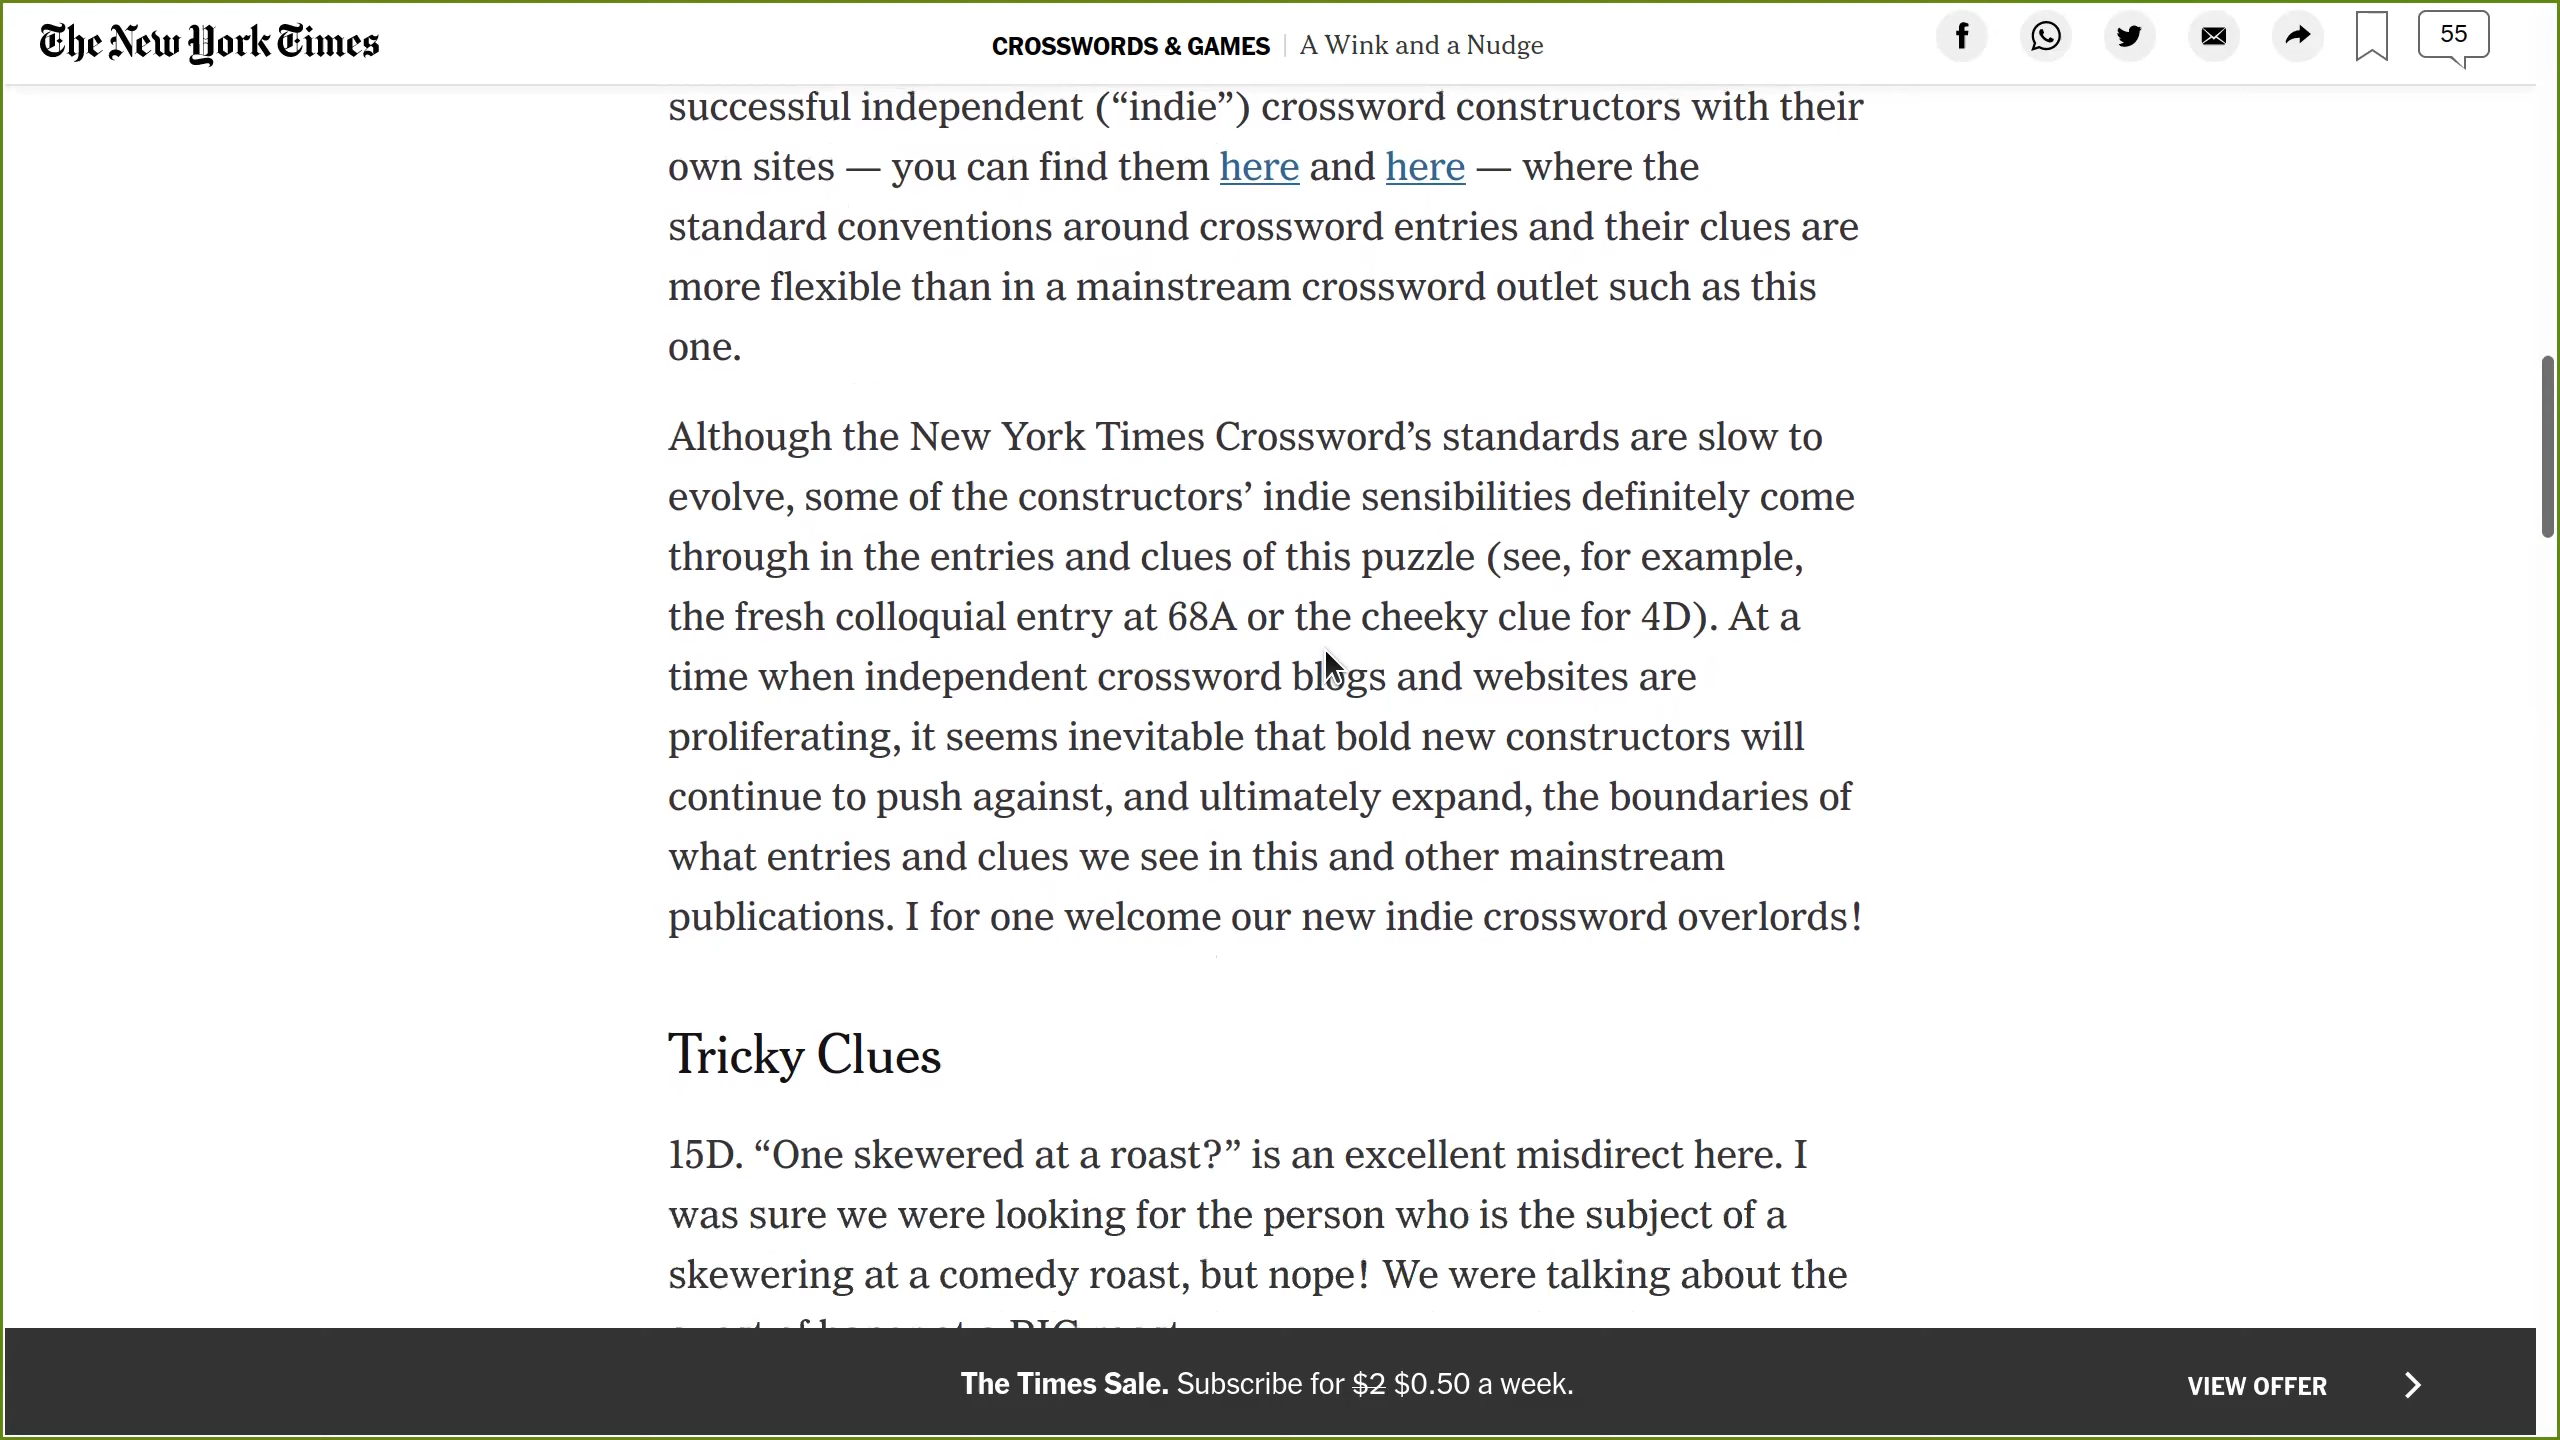 The New York Times
CROSSWORDS & GAMES | A Wink and a Nudge
55
successful independent (“indie”) crossword constructors with their
own sites — you can find them here and here — where the
standard conventions around crossword entries and their clues are
more flexible than in a mainstream crossword outlet such as this
one.
Although the New York Times Crossword’s standards are slow to
evolve, some of the constructors’ indie sensibilities definitely come
through in the entries and clues of this puzzle (see, for example,
the fresh colloquial entry at 68A or the cheeky clue for 4D). At a
time when independent crossword blogs and websites are
proliferating, it seems inevitable that bold new constructors will
continue to push against, and ultimately expand, the boundaries of
what entries and clues we see in this and other mainstream
publications. I for one welcome our new indie crossword overlords!
Tricky Clues
15D. “One skewered at a roast?” is an excellent misdirect here. I
was sure we were looking for the person who is the subject of a
skewering at a comedy roast, but nope! We were talking about the
The Times Sale. Subscribe for $2 $0.50 a week.
VIEW OFFER